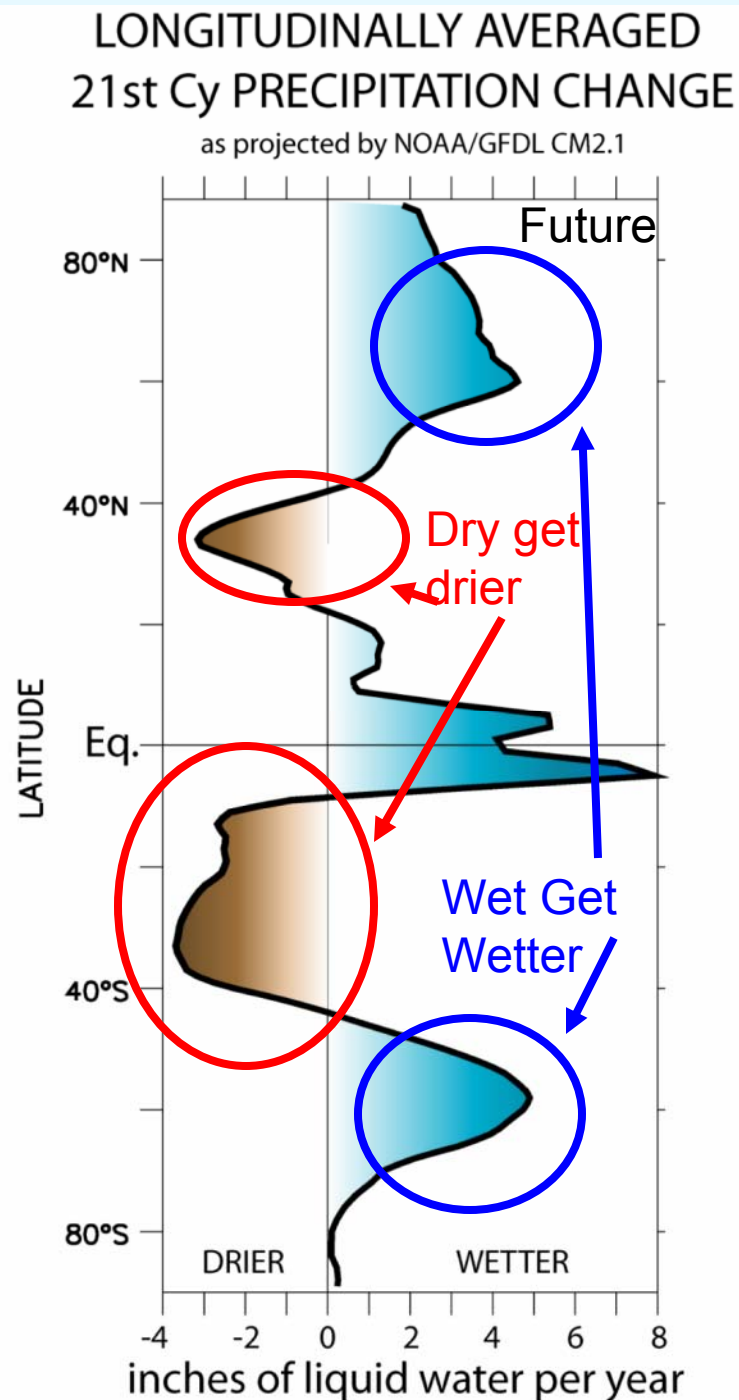 LONGITUDINALLY AVERAGED
21st Cy PRECIPITATION CHANGE
as projected by NOAA/GFDL CM2.1
Future
80°N
40°N
Dry get
drier
LATITUDE
Eq.
Wet Get
Wetter
40°S
80°S
DRIER
WETTER
-4 -2 0 2 4 6 8
inches of liquid water per year